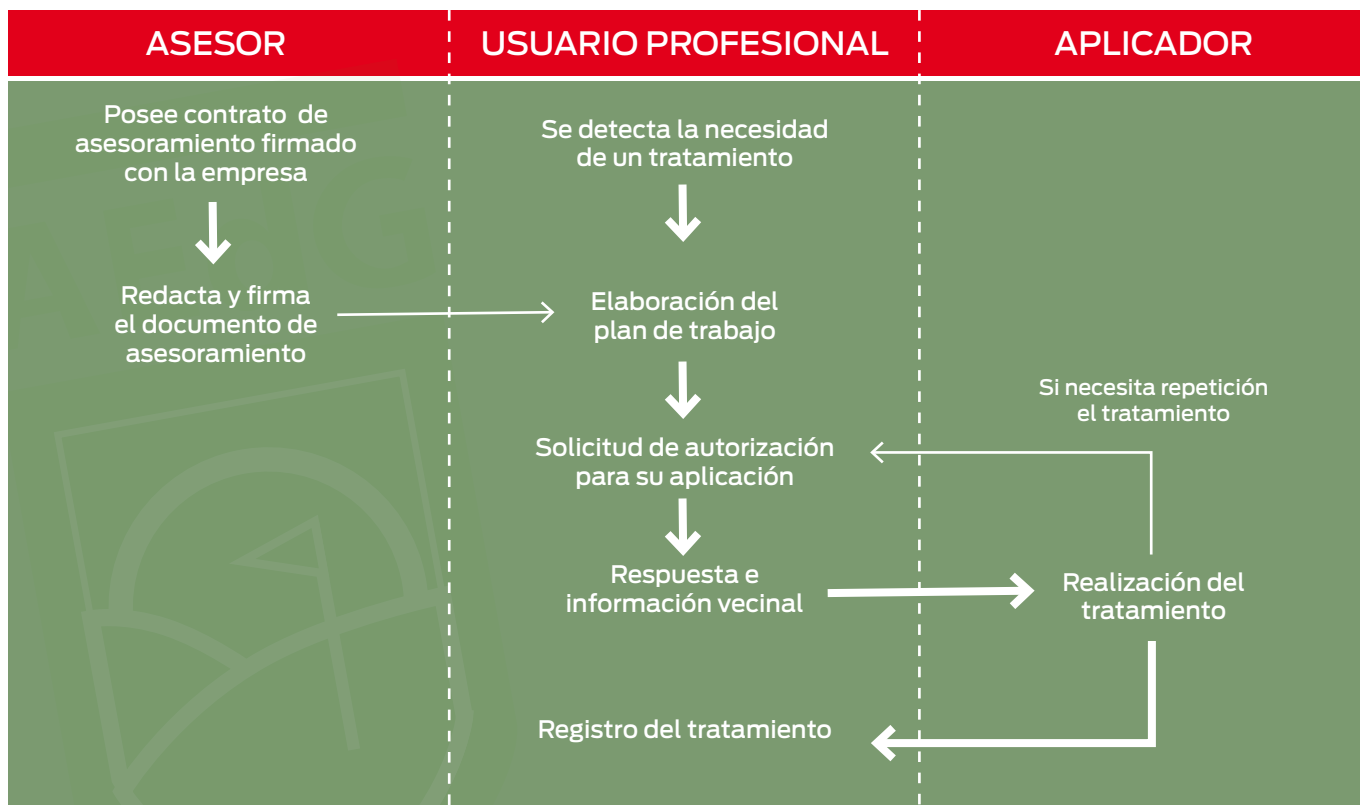 ASESOR
USUARIO PROFESIONAL
APLICADOR
Posee contrato de
asesoramiento firmado
con la empresa
Redacta y firma
el documento de
asesoramiento
Se detecta la necesidad
de un tratamiento
Elaboración del
plan de trabajo
Solicitud de autorización
para su aplicación
Respuesta e
información vecinal
Registro del tratamiento
Si necesita repetición
el tratamiento
Realización del
tratamiento